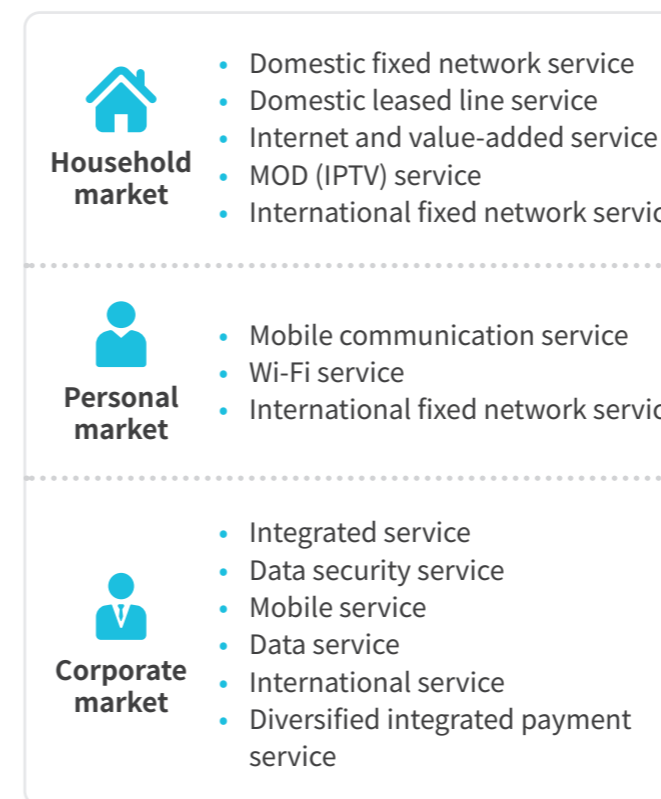 Household
market
• Domestic fixed network service
• Domestic leased line service
• Internet and value-added service
• MOD (IPTV) service
• International fixed network
Personal
market
• Mobile communication service
• Wi-Fi service
• International fixed network
Corporate
market
• Integrated service
• Data security service
• Mobile service
• Data service
• International service
• Diversified integrated payment
service